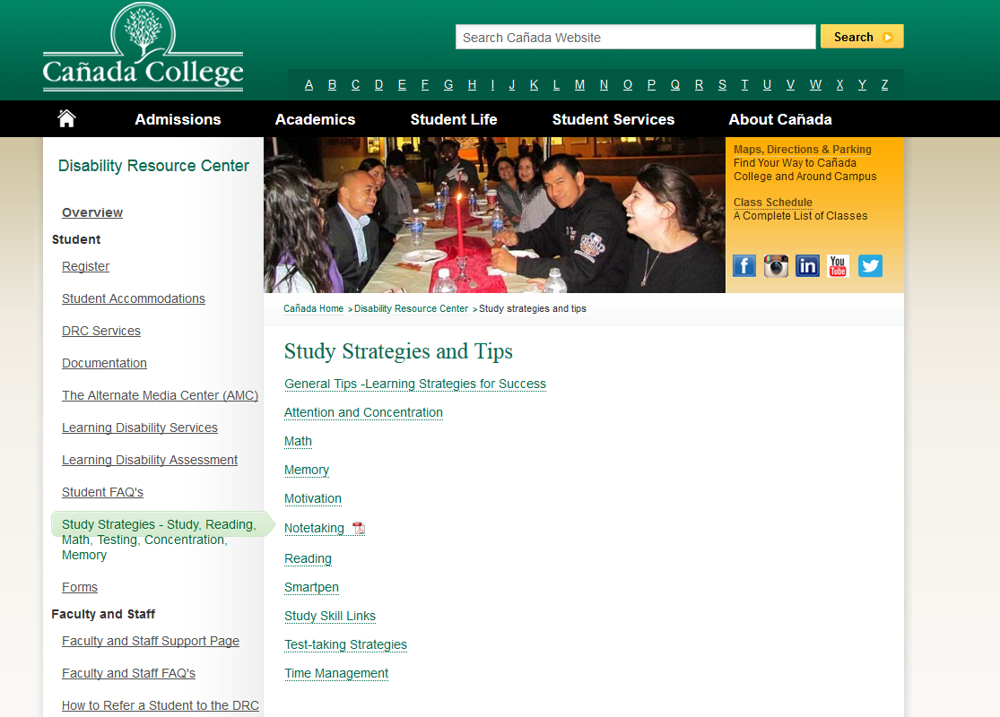 Cañada College
Search Cañada Website
Search
A B C D E F G H I J K L M N O P Q R S T U V W X Y Z
Admissions Academics Student Life Student Services About Cañada
Disability Resource Center
Overview
Student
Register
Student Accommodations
DRC Services
Documentation
The Alternate Media Center (AMC)
Learning Disability Services
Learning Disability Assessment
Student FAQ's
Study Strategies - Study, Reading,
Math, Testing, Concentration,
Memory
Forms
Faculty and Staff
Faculty and Staff Support Page
Faculty and Staff FAQ's
How to Refer a Student to the DRC
Maps, Directions & Parking
Find Your Way to Cañada
College and Around Campus
Class Schedule
A Complete List of Classes
f in You Tube
Cañada Home > Disability Resource Center > Study strategies and tips
Study Strategies and Tips
General Tips -Learning Strategies for Success
Attention and Concentration
Math
Memory
Motivation
Notetaking
Reading
Smartpen
Study Skill Links
Test-taking Strategies
Time Management